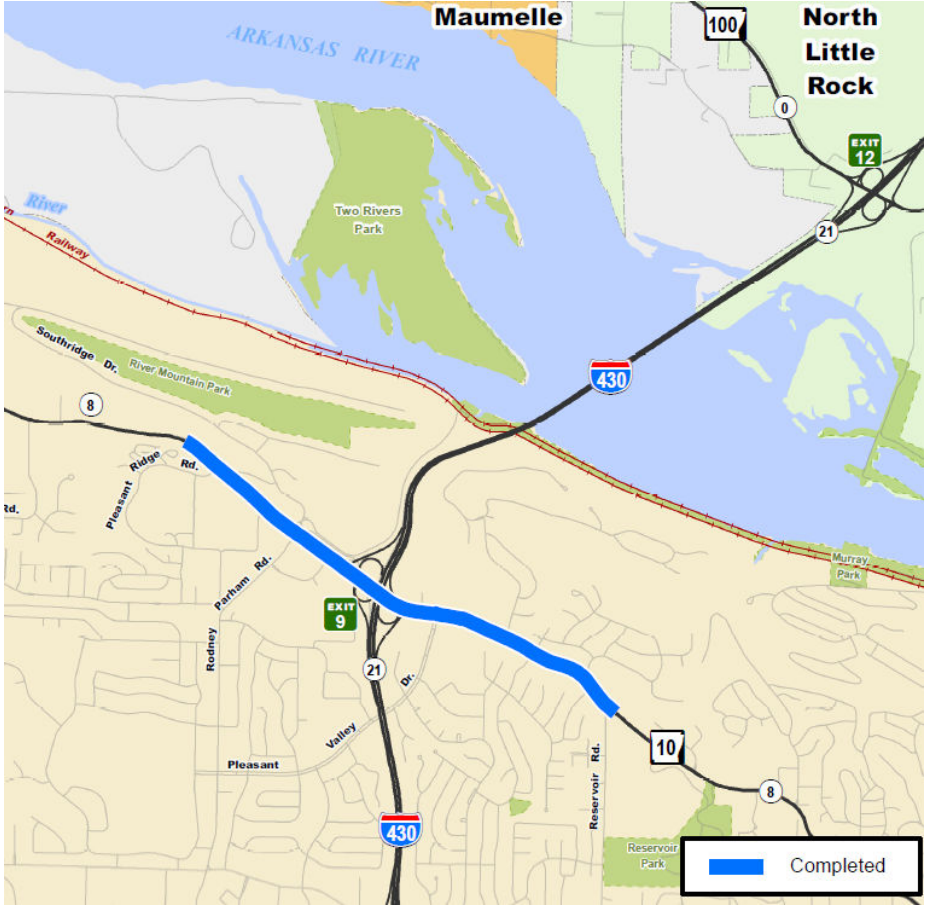 Maumelle
North
Little
Rock
100
ARKANSAS RIVER
0
EXIT
12
Two Rivers
Park
River
21
Railway
Southridge Dr.
River Mountain Park
430
8
Ridge Rd.
Pleasant
Rd.
Murray
Park
Parham Rd.
EXIT
9
Rodney
21
Valley Dr.
Pleasant
10
Reservoir Rd.
8
430
Reservoir
Park
Completed